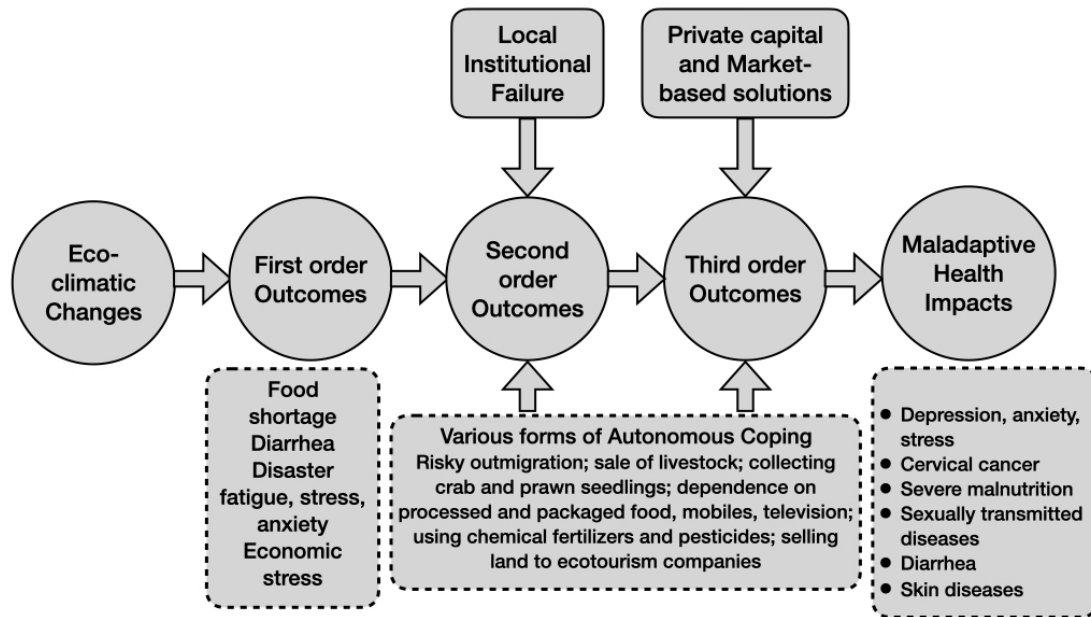 Local
Institutional
Failure
Private capital
and Market-
based solutions
Eco-
climatic
Changes
First order
Outcomes
Second
order
Outcomes
Third order
Outcomes
Maladaptive
Health
Impacts
Food
shortage
Diarrhea
Disaster
fatigue, stress,
anxiety
Economic
stress
Various forms of Autonomous Coping
Risky outmigration; sale of livestock; collecting
crab and prawn seedlings; dependence on
processed and packaged food, mobiles, television;
using chemical fertilizers and pesticides; selling
land to ecotourism companies
● Depression, anxiety,
stress
● Cervical cancer
● Severe malnutrition
● Sexually transmitted
diseases
● Diarrhea
● Skin diseases